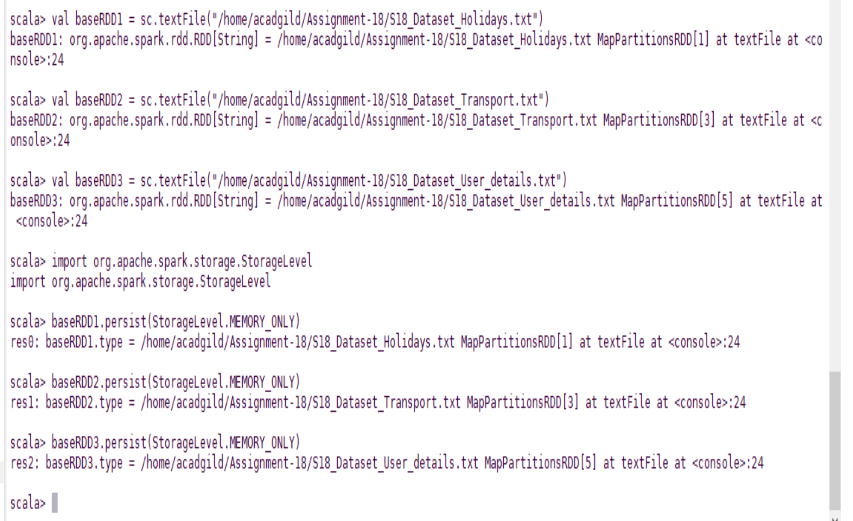 scala> val baseRDD1 = sc.textFile("/home/acadgild/Assignment-18/S18_Dataset_Holidays.txt")
baseRDD1: org.apache.spark.rdd.RDD[String] = /home/acadgild/Assignment-18/S18_Dataset_Holidays.txt MapPartitionsRDD[1] at textFile at <co
nsole>:24
scala> val baseRDD2 = sc.textFile("/home/acadgild/Assignment-18/S18_Dataset_Transport.txt")
baseRDD2: org.apache.spark.rdd.RDD[String] = /home/acadgild/Assignment-18/S18_Dataset_Transport.txt MapPartitionsRDD[3] at textFile at <c
onsole>:24
scala> val baseRDD3 = sc.textFile("/home/acadgild/Assignment-18/S18_Dataset_User_details.txt")
baseRDD3: org.apache.spark.rdd.RDD[String] = /home/acadgild/Assignment-18/S18_Dataset_User_details.txt MapPartitionsRDD[5] at textFile at
<console>:24
scala> import org.apache.spark.storage.StorageLevel
import org.apache.spark.storage.StorageLevel
scala> baseRDD1.persist(StorageLevel.MEMORY_ONLY)
res0: baseRDD1.type = /home/acadgild/Assignment-18/S18_Dataset_Holidays.txt MapPartitionsRDD[1] at textFile at <console>:24
scala> baseRDD2.persist(StorageLevel.MEMORY_ONLY)
res1: baseRDD2.type = /home/acadgild/Assignment-18/S18_Dataset_Transport.txt MapPartitionsRDD[3] at textFile at <console>:24
scala> baseRDD3.persist(StorageLevel.MEMORY_ONLY)
res2: baseRDD3.type = /home/acadgild/Assignment-18/S18_Dataset_User_details.txt MapPartitionsRDD[5] at textFile at <console>:24
scala>